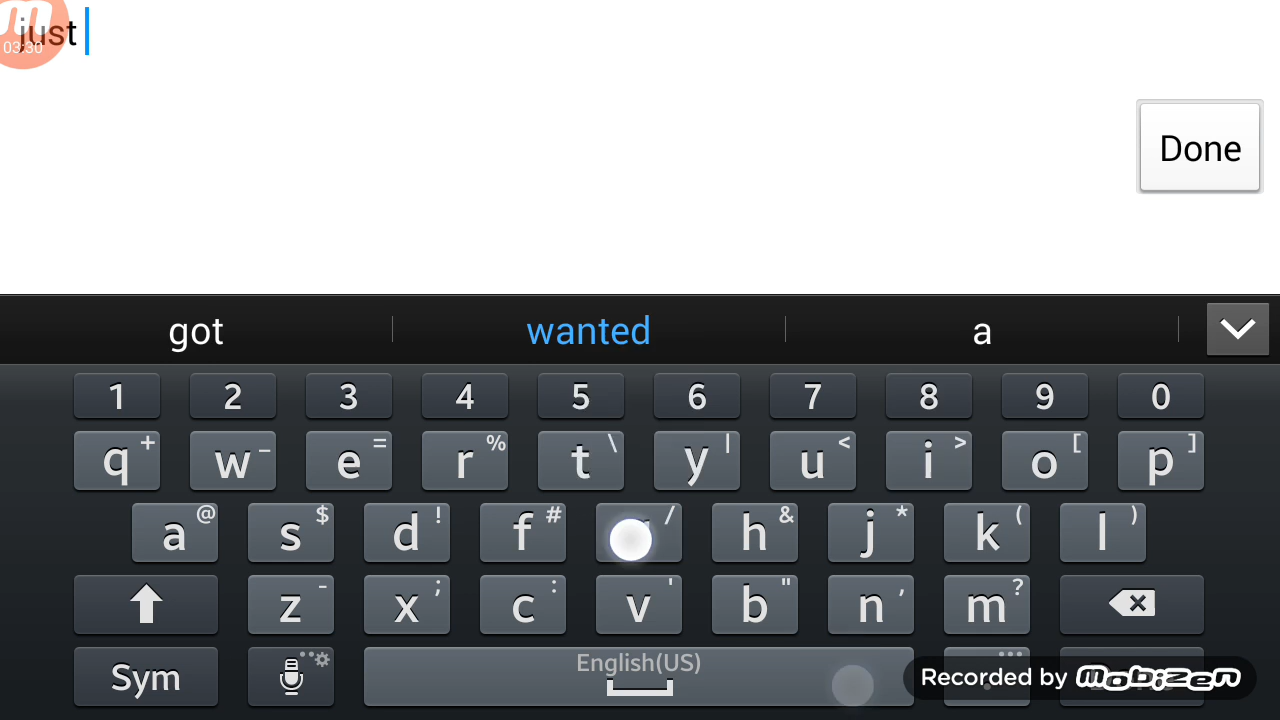 just
03:30
Done
got wanted a
1 2 3 4 5 6 7 8 9 0
q + w _ e = r % t \ y | u < i > o [ p ]
a @ s $ d ! f # / h & j * k ( l )
z - x ; c : v ' b " n , m ?
Sym English(US)
Recorded by mobizen